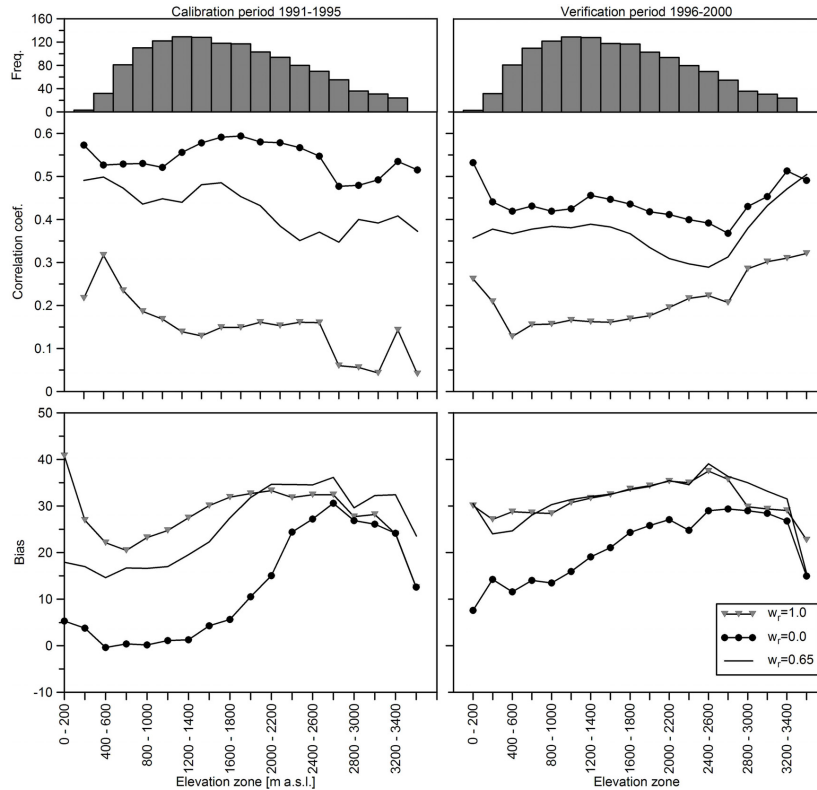 Calibration period 1991-1995
Verification period 1996-2000
Freq.
160
120
80
40
0
Correlation coef.
0.6
0.5
0.4
0.3
0.2
0.1
0
Bias
50
40
30
20
10
0
-10
w_r=1.0
w_r=0.0
w_r=0.65
0 - 200
400 - 600
800 - 1000
1200 - 1400
1600 - 1800
2000 - 2200
2400 - 2600
2800 - 3000
3200 - 3400
0 - 200
400 - 600
800 - 1000
1200 - 1400
1600 - 1800
2000 - 2200
2400 - 2600
2800 - 3000
3200 - 3400
Elevation zone [m a.s.l.]
Elevation zone